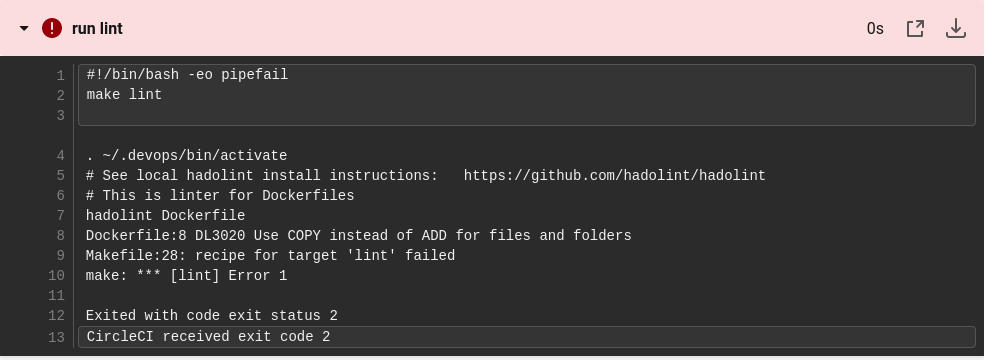 run lint
0s
1 #!/bin/bash -eo pipefail
2 make lint
3
4 . ~/.devops/bin/activate
5 # See local hadolint install instructions:   https://github.com/hadolint/hadolint
6 # This is linter for Dockerfiles
7 hadolint Dockerfile
8 Dockerfile:8 DL3020 Use COPY instead of ADD for files and folders
9 Makefile:28: recipe for target 'lint' failed
10 make: *** [lint] Error 1
11
12 Exited with code exit status 2
13 CircleCI received exit code 2